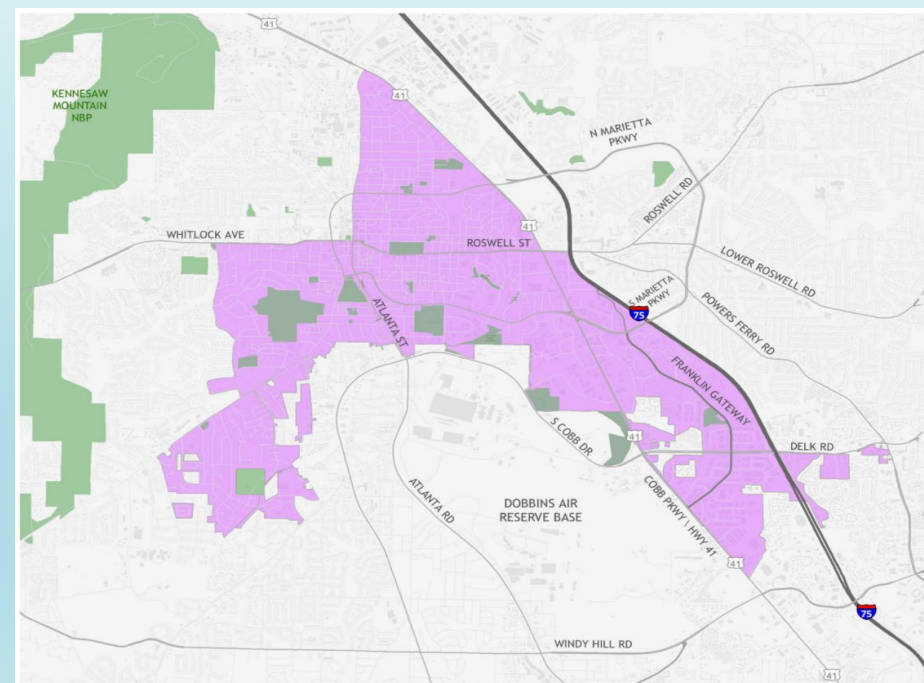 41
KENNESAW
MOUNTAIN
NBP
41
N MARIETTA
PKWY
ROSWELL RD
41
WHITLOCK AVE
ROSWELL ST
LOWER ROSWELL RD
S MARIETTA
PKWY
75
POWERS FERRY RD
ATLANTA ST
FRANKLIN GATEWAY
S COBB DR
41
DELK RD
ATLANTA RD
DOBBINS AIR
RESERVE BASE
COBB PKWY \ HWY 41
41
75
WINDY HILL RD
41